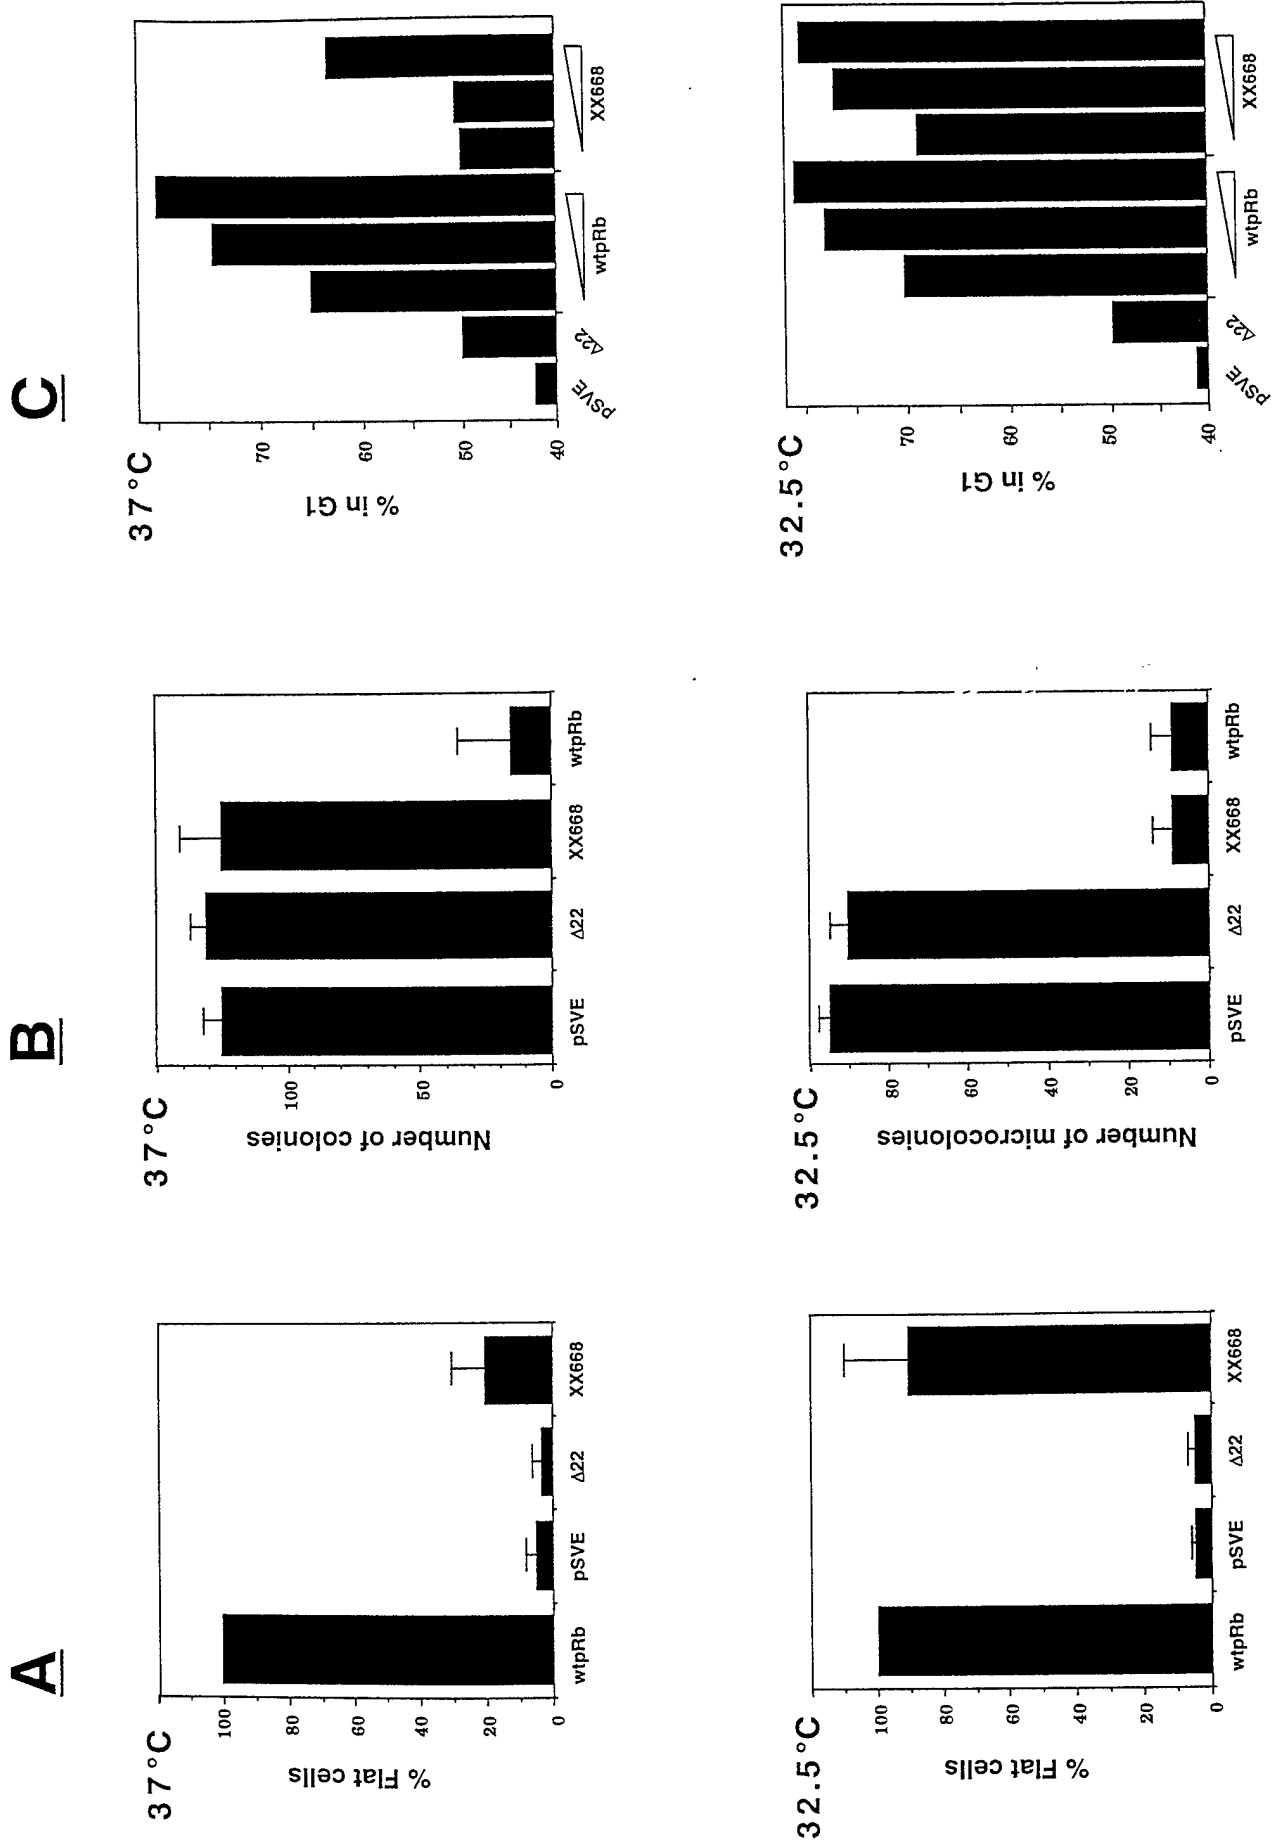 A
37°C
% Flat cells
100
80
60
40
20
0
wtpRb
pSVE
Δ22
XX668
32.5°C
% Flat cells
100
80
60
40
20
0
wtpRb
pSVE
Δ22
XX668
B
37°C
Number of colonies
100
50
0
pSVE
Δ22
XX668
wtpRb
32.5°C
Number of microcolonies
80
60
40
20
0
pSVE
Δ22
XX668
wtpRb
C
37°C
% in G1
70
60
50
40
pSVE
Δ22
wtpRb
XX668
32.5°C
% in G1
70
60
50
40
pSVE
Δ22
wtpRb
XX668